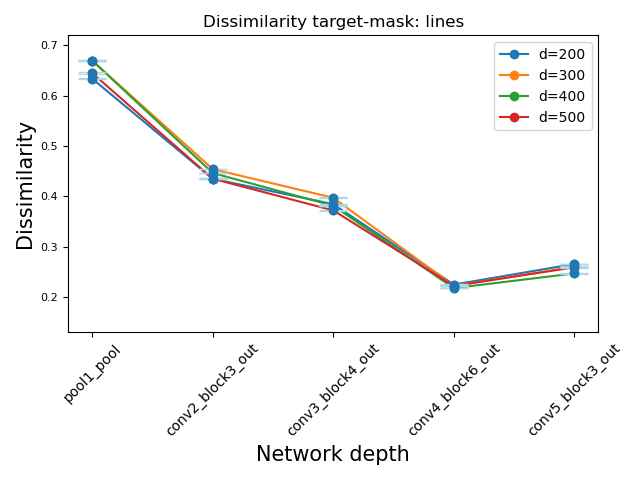 Dissimilarity target-mask: lines
0.7
0.6
0.5
0.4
0.3
0.2
Dissimilarity
d=200
d=300
d=400
d=500
pool1_pool
conv2_block3_out
conv3_block4_out
conv4_block6_out
conv5_block3_out
Network depth